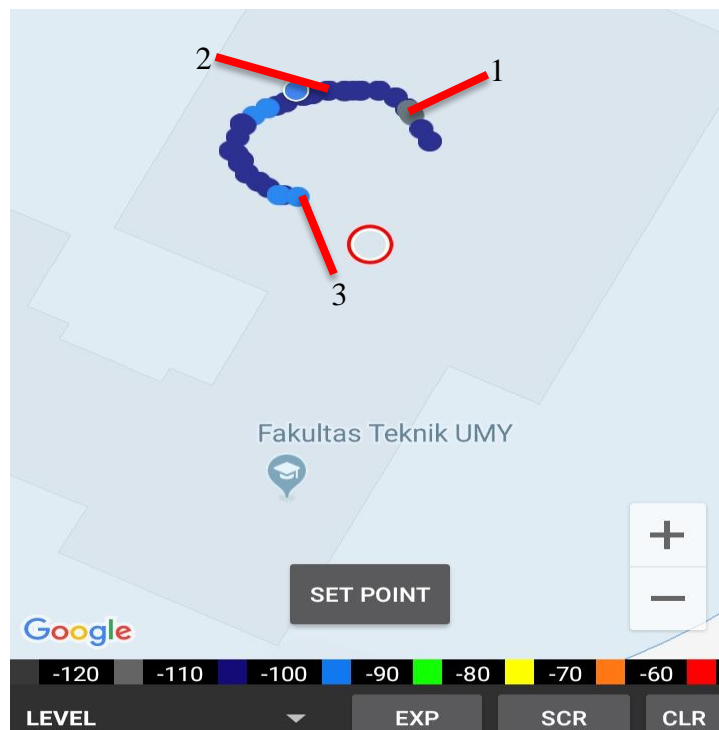 2
1
3
Fakultas Teknik UMY
SET POINT
+
−
Google
-120 -110 -100 -90 -80 -70 -60
LEVEL EXP SCR CLR